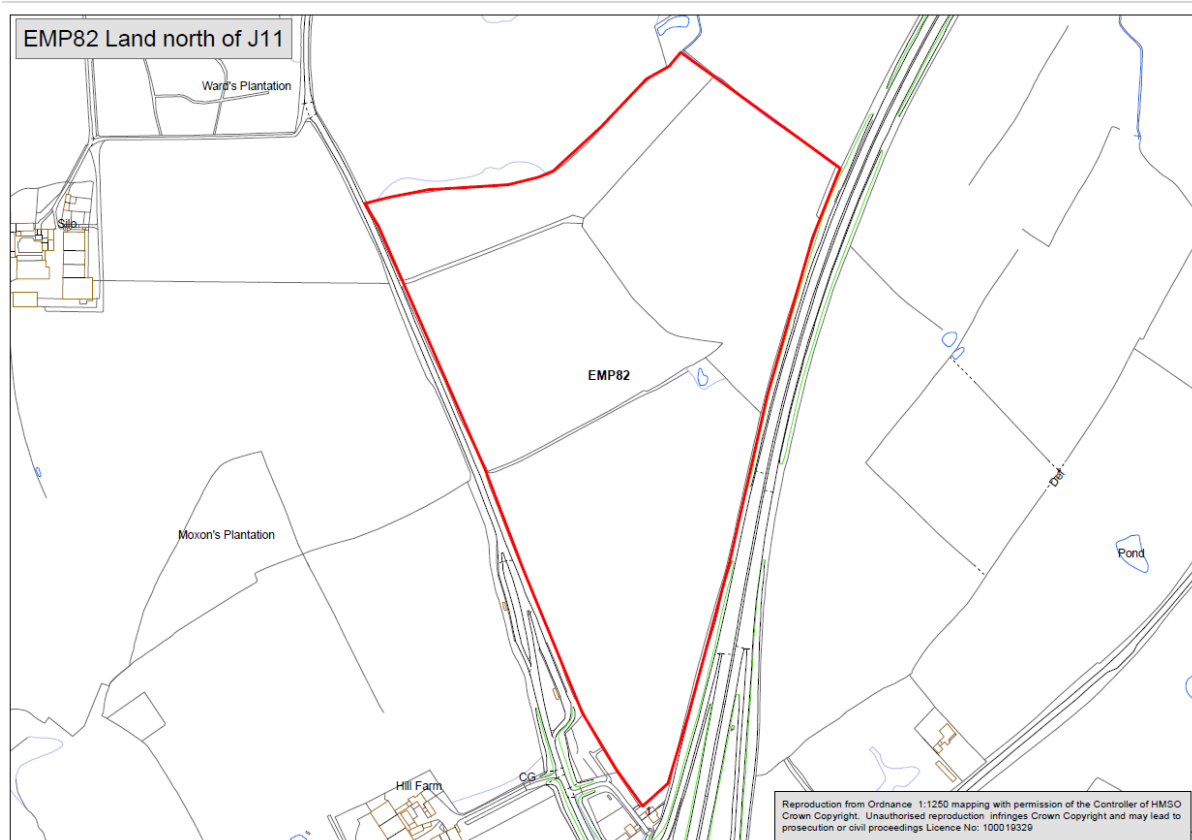 EMP82 Land north of J11
Ward's Plantation
Silo
EMP82
Def
Moxon's Plantation
Pond
CG
Hill Farm
Reproduction from Ordnance 1:1250 mapping with permission of the Controller of HMSO
Crown Copyright. Unauthorised reproduction infringes Crown Copyright and may lead to
prosecution or civil proceedings Licence No: 100019329